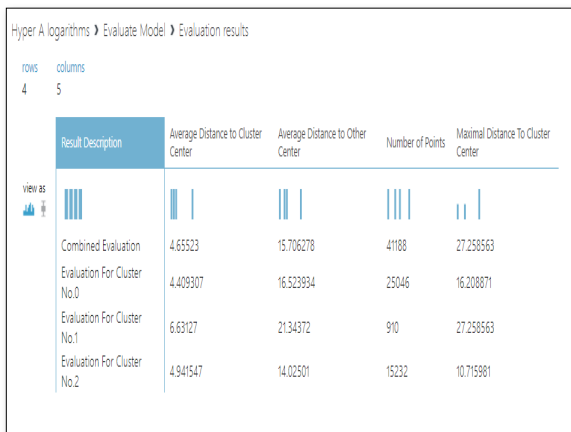 Hyper A logarithms ❯ Evaluate Model ❯ Evaluation results
rows columns
4 5
Result Description Average Distance to Cluster Center Average Distance to Other Center Number of Points Maximal Distance To Cluster Center
view as
Combined Evaluation 4.65523 15.706278 41188 27.258563
Evaluation For Cluster No.0 4.409307 16.523934 25046 16.208871
Evaluation For Cluster No.1 6.63127 21.34372 910 27.258563
Evaluation For Cluster No.2 4.941547 14.02501 15232 10.715981